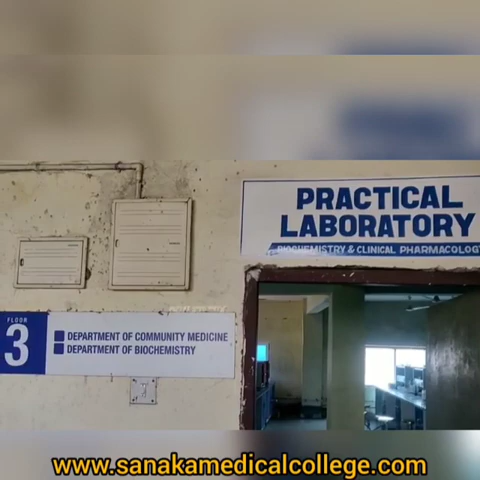 PRACTICAL
LABORATORY
BIOCHEMISTRY & CLINICAL PHARMACOLOGY
FLOOR
3
DEPARTMENT OF COMMUNITY MEDICINE
DEPARTMENT OF BIOCHEMISTRY
www.sanakamedicalcollege.com